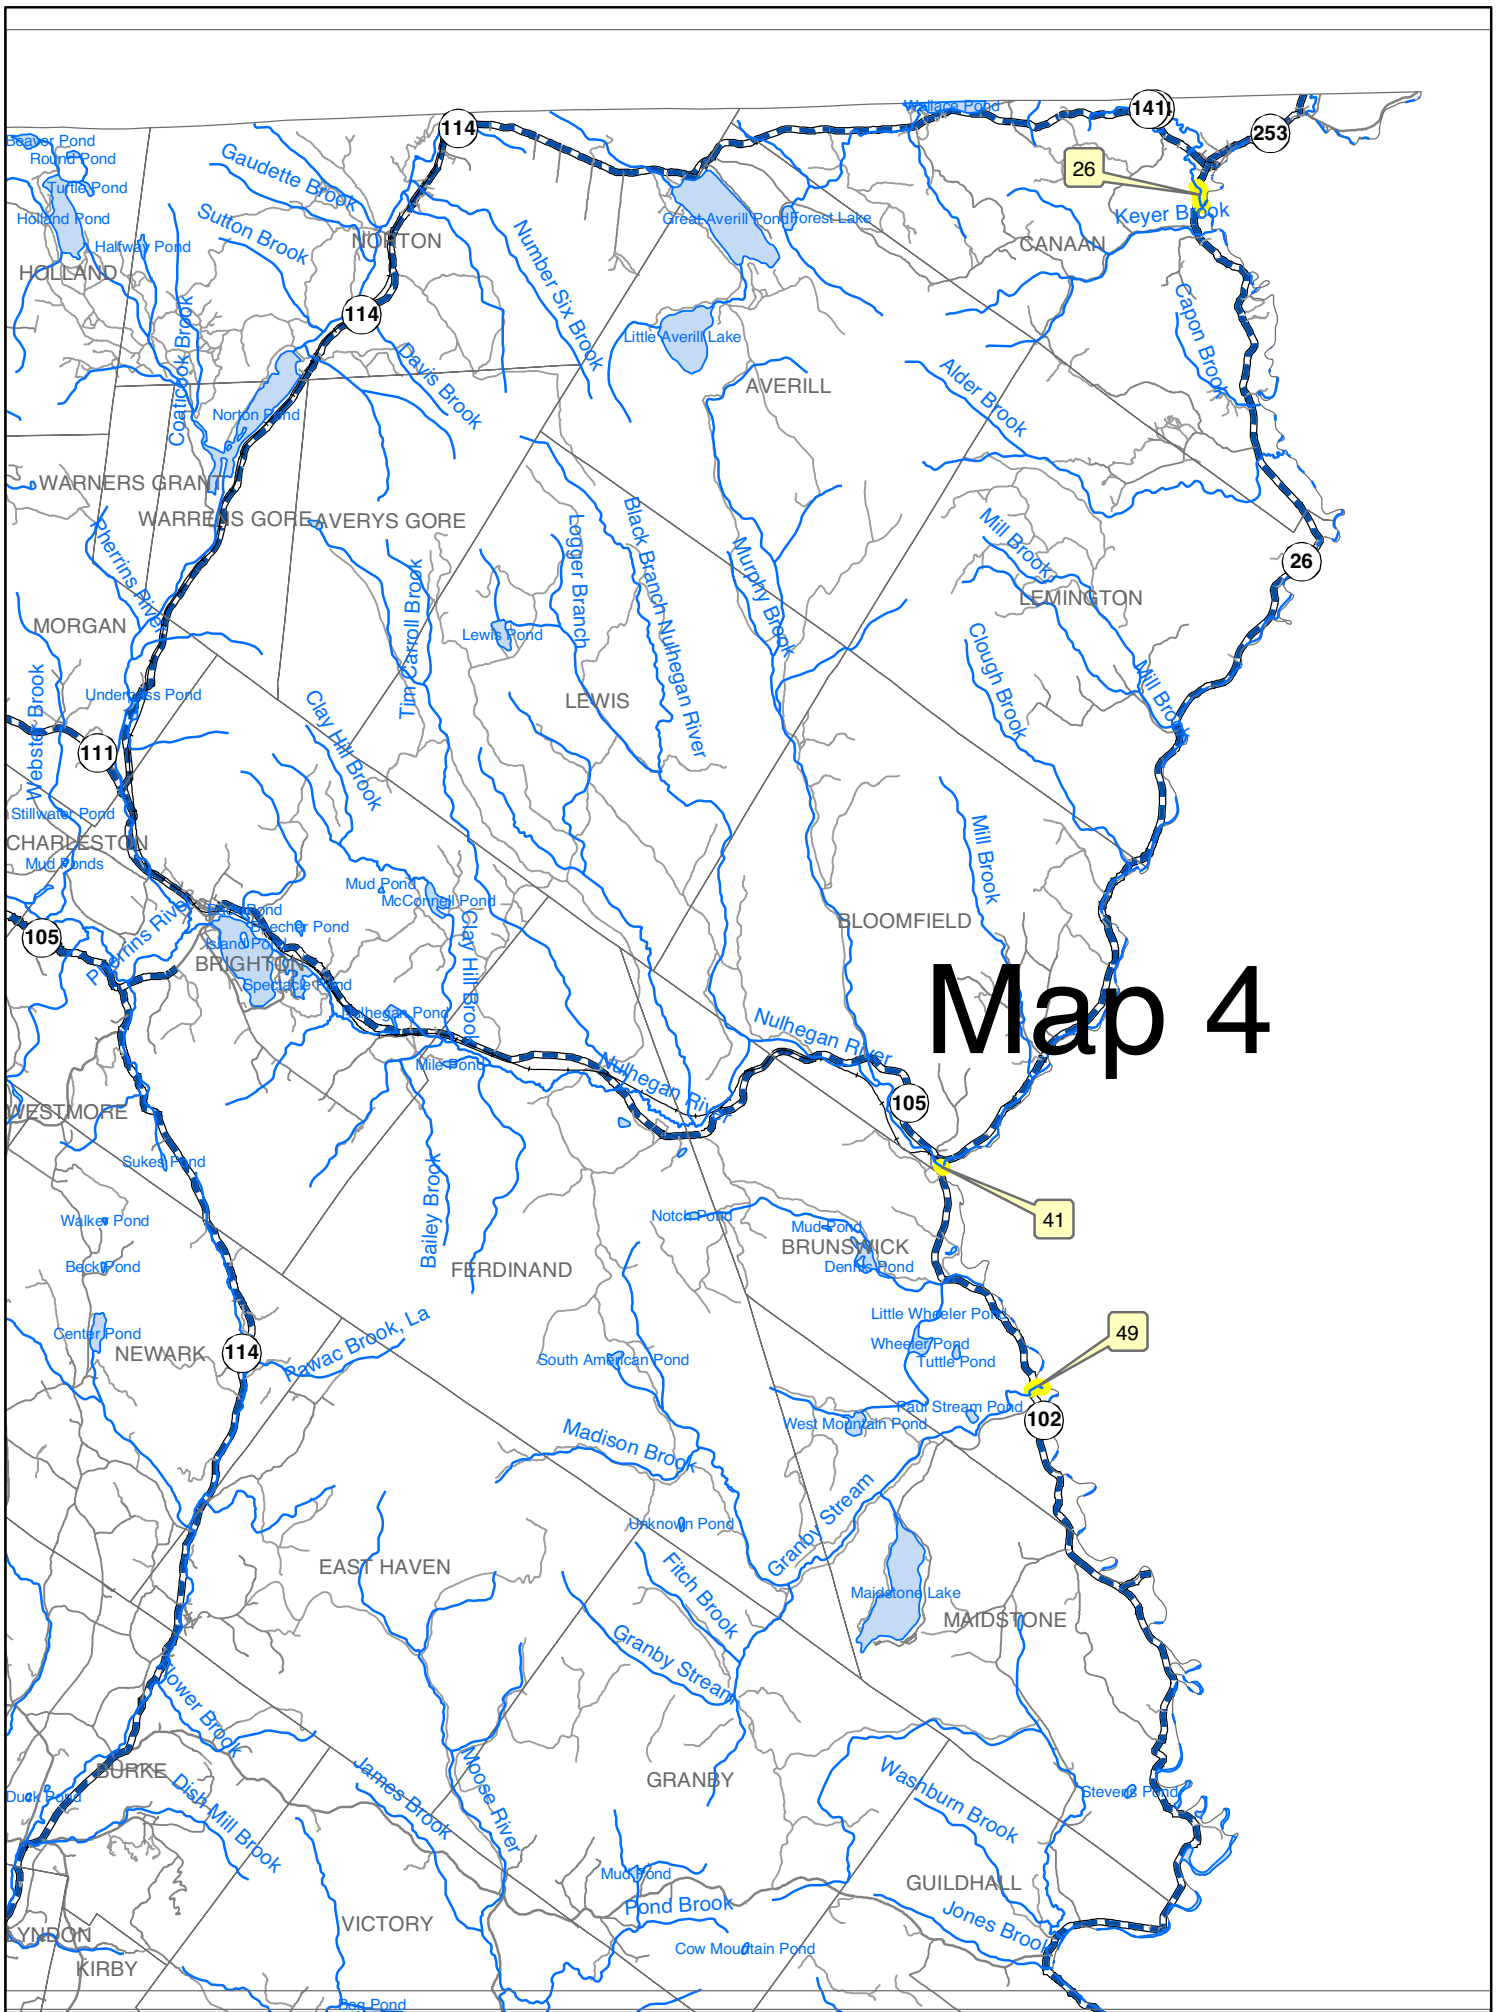 Wallace Pond
141
114
253
Beaver Pond
Round Pond
26
Gaudette Brook
Turtle Pond
Holland Pond
Sutton Brook
Great Averill Pond
Forest Lake
Keyer Brook
Halfway Pond
NORTON
CANAAN
HOLLAND
Number Six Brook
114
Capon Brook
Coaticook Brook
Little Averill Lake
Davis Brook
AVERILL
Alder Brook
Norton Pond
WARNERS GRANT
WARRENS GORE
AVERYS GORE
Pherrins River
Logger Branch
Black Branch Nulhegan River
Mill Brook
Murphy Brook
26
Tim Carroll Brook
LEMINGTON
MORGAN
Lewis Pond
Clough Brook
Webster Brook
Underpass Pond
LEWIS
Mill Brook
Clay Hill Brook
111
Stillwater Pond
CHARLESTON
Mud Ponds
Mill Brook
Mud Pond
McConnell Pond
Pherrins River
Beecher Pond
BLOOMFIELD
105
Island Pond
BRIGHTON
Clay Hill Brook
Spectacle Pond
Map 4
Nulhegan Pond
Nulhegan River
Mile Pond
Nulhegan River
105
WESTMORE
Sukes Pond
Bailey Brook
41
Walker Pond
Notch Pond
Mud Pond
BRUNSWICK
Beck Pond
FERDINAND
Dennis Pond
Little Wheeler Pond
Center Pond
NEWARK
114
Rawac Brook, La
49
Wheeler Pond
South American Pond
Tuttle Pond
Paul Stream Pond
102
West Mountain Pond
Madison Brook
Granby Stream
Unknown Pond
EAST HAVEN
Fitch Brook
Maidstone Lake
MAIDSTONE
Granby Stream
Flower Brook
BURKE
Dish Mill Brook
James Brook
Moose River
GRANBY
Washburn Brook
Stevens Pond
Duck Pond
Mud Pond
GUILDHALL
Pond Brook
Jones Brook
VICTORY
LYNDON
Cow Mountain Pond
KIRBY
Bog Pond